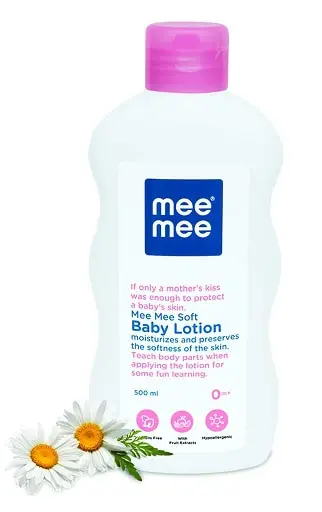 mee®
mee
If only a mother's kiss
was enough to protect
a baby's skin.
Mee Mee Soft
Baby Lotion
moisturizes and preserves
the softness of the skin.
Teach body parts when
applying the lotion for
some fun learning.
500 ml
0
Free
With
Fruit Extracts
Hypoallergenic